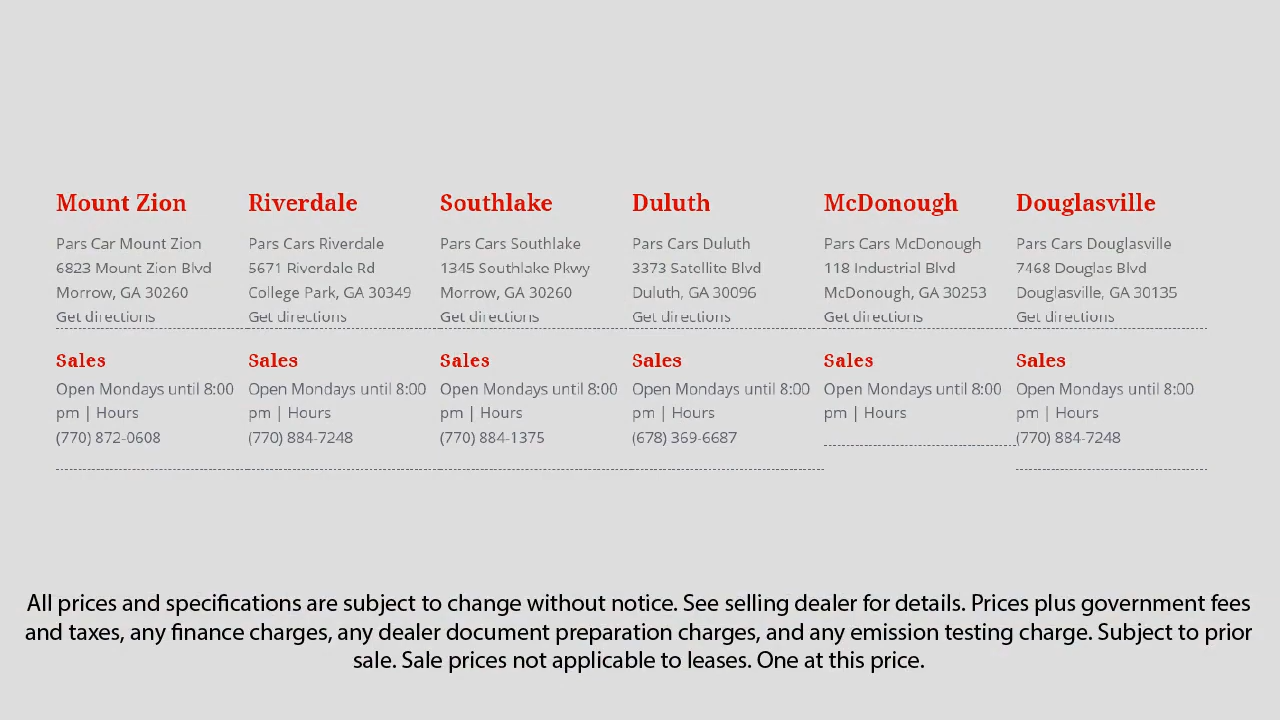 Mount Zion
Pars Car Mount Zion
6823 Mount Zion Blvd
Morrow, GA 30260
Get directions
Sales
Open Mondays until 8:00
pm | Hours
(770) 872-0608
Riverdale
Pars Cars Riverdale
5671 Riverdale Rd
College Park, GA 30349
Get directions
Sales
Open Mondays until 8:00
pm | Hours
(770) 884-7248
Southlake
Pars Cars Southlake
1345 Southlake Pkwy
Morrow, GA 30260
Get directions
Sales
Open Mondays until 8:00
pm | Hours
(770) 884-1375
Duluth
Pars Cars Duluth
3373 Satellite Blvd
Duluth, GA 30096
Get directions
Sales
Open Mondays until 8:00
pm | Hours
(678) 369-6687
McDonough
Pars Cars McDonough
118 Industrial Blvd
McDonough, GA 30253
Get directions
Sales
Open Mondays until 8:00
pm | Hours
Douglasville
Pars Cars Douglasville
7468 Douglas Blvd
Douglasville, GA 30135
Get directions
Sales
Open Mondays until 8:00
pm | Hours
(770) 884-7248
All prices and specifications are subject to change without notice. See selling dealer for details. Prices plus government fees
and taxes, any finance charges, any dealer document preparation charges, and any emission testing charge. Subject to prior
sale. Sale prices not applicable to leases. One at this price.